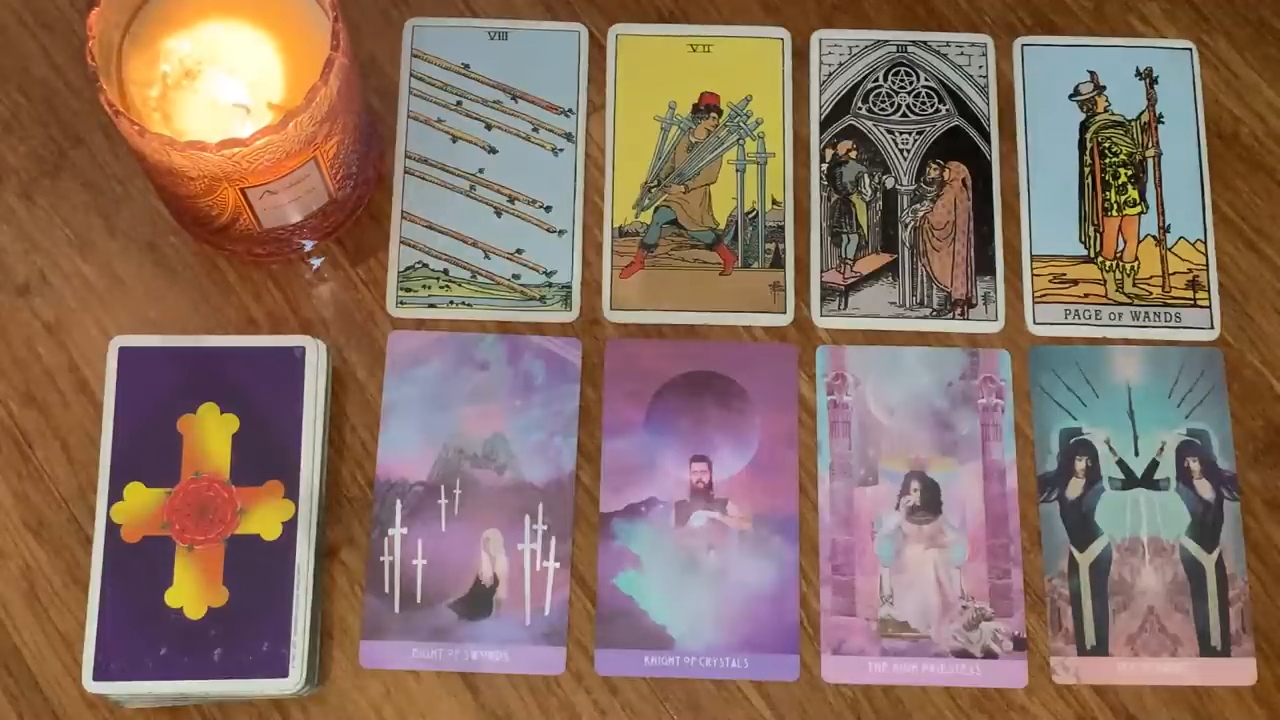 VIII
VII
III
PAGE OF WANDS
EIGHT OF SWORDS
KNIGHT OF CRYSTALS
THE HIGH PRIESTESS